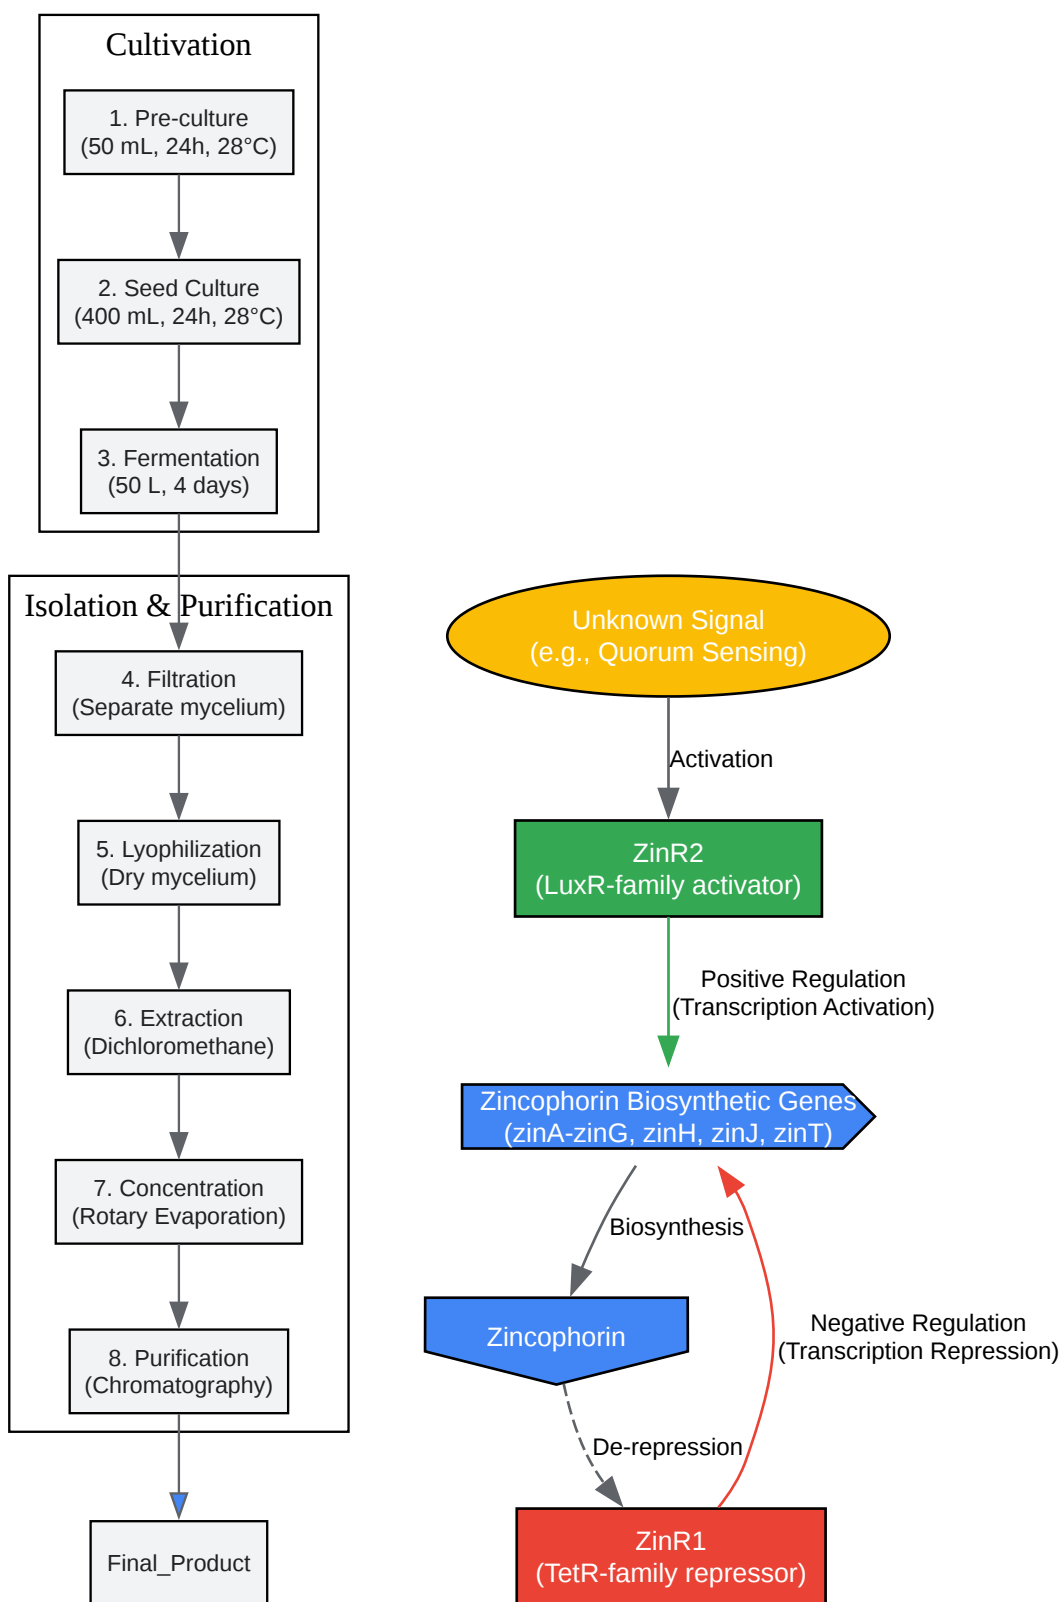 Cultivation
1. Pre-culture
(50 mL, 24h, 28°C)
2. Seed Culture
(400 mL, 24h, 28°C)
3. Fermentation
(50 L, 4 days)
Isolation & Purification
4. Filtration
(Separate mycelium)
5. Lyophilization
(Dry mycelium)
6. Extraction
(Dichloromethane)
7. Concentration
(Rotary Evaporation)
8. Purification
(Chromatography)
Final_Product
Unknown Signal
(e.g., Quorum Sensing)
Activation
ZinR2
(LuxR-family activator)
Positive Regulation
(Transcription Activation)
Zincophorin Biosynthetic Genes
(zinA-zinG, zinH, zinJ, zinT)
Biosynthesis
Zincophorin
Negative Regulation
(Transcription Repression)
De-repression
ZinR1
(TetR-family repressor)